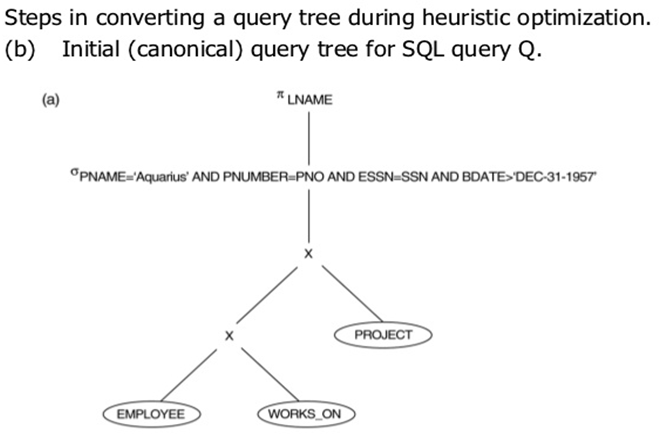 Steps in converting a query tree during heuristic optimization.
(b) Initial (canonical) query tree for SQL query Q.
(a)
π LNAME
σ PNAME='Aquarius' AND PNUMBER=PNO AND ESSN=SSN AND BDATE>'DEC-31-1957'
X
X
PROJECT
EMPLOYEE
WORKS_ON